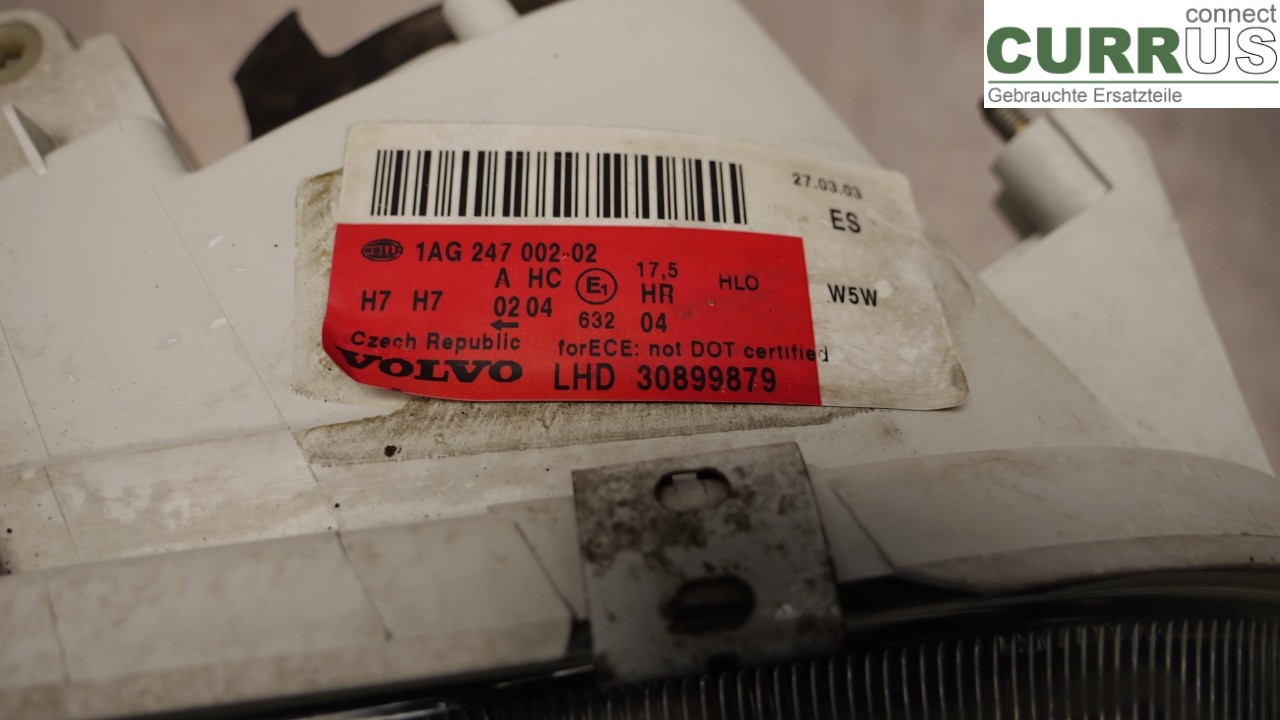 connect
CURRUS
Gebrauchte Ersatzteile
27.03.03
ES
HELLA 1AG 247 002-02
A HC E1 17,5 HLO
H7 H7 02 04 HR W5W
632 04
Czech Republic forECE: not DOT certified
VOLVO LHD 30899879